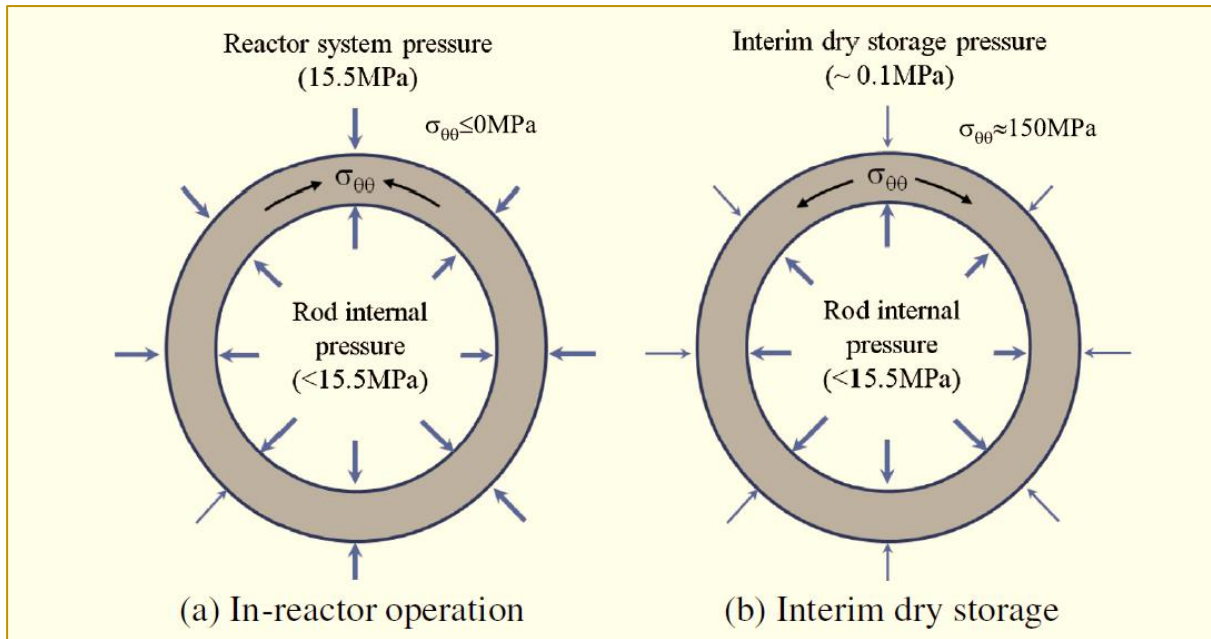 Reactor system pressure
(15.5MPa)
σθθ≤0MPa
σθθ
Rod internal
pressure
(<15.5MPa)
(a) In-reactor operation
Interim dry storage pressure
(~ 0.1MPa)
σθθ≈150MPa
σθθ
Rod internal
pressure
(<15.5MPa)
(b) Interim dry storage